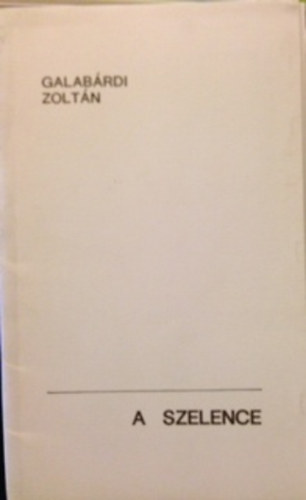 GALABÁRDI
ZOLTÁN
A SZELENCE